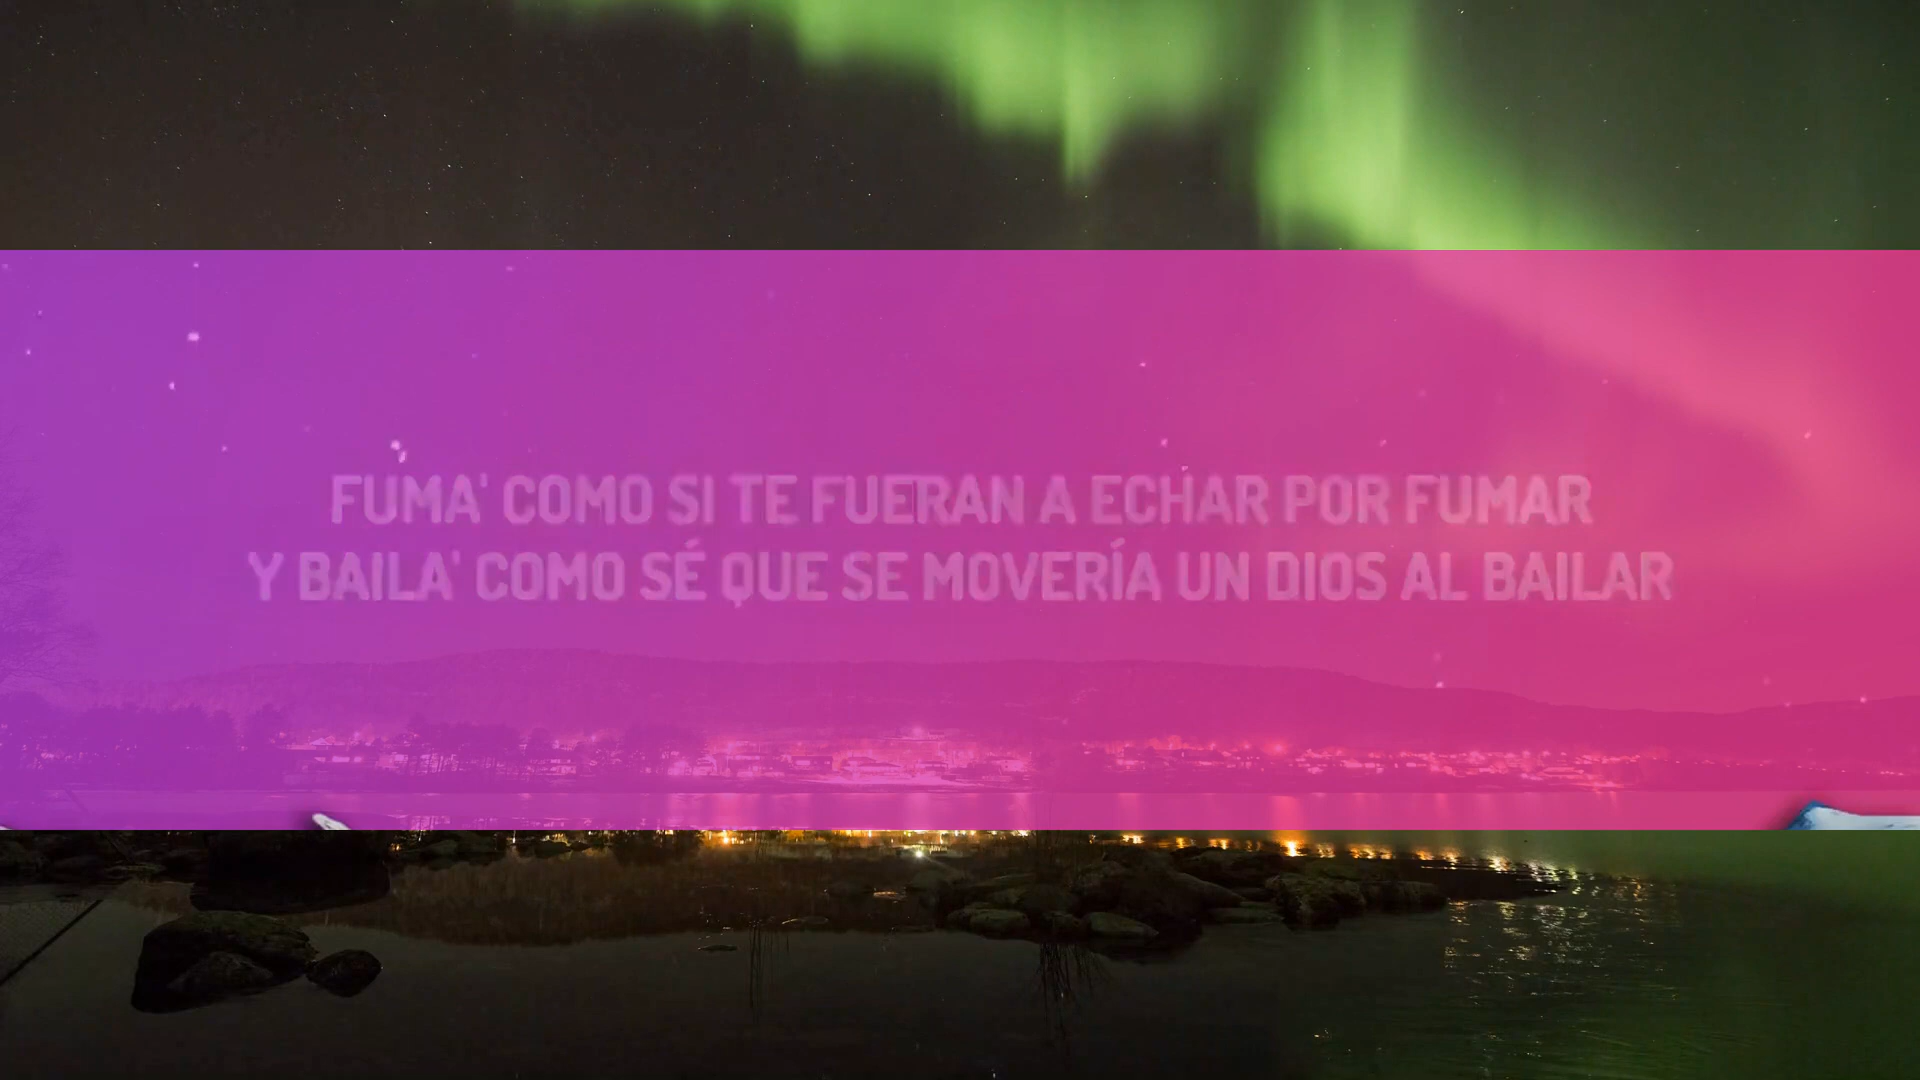 FUMA' COMO SI TE FUERAN A ECHAR POR FUMAR
Y BAILA' COMO SÉ QUE SE MOVERÍA UN DIOS AL BAILAR